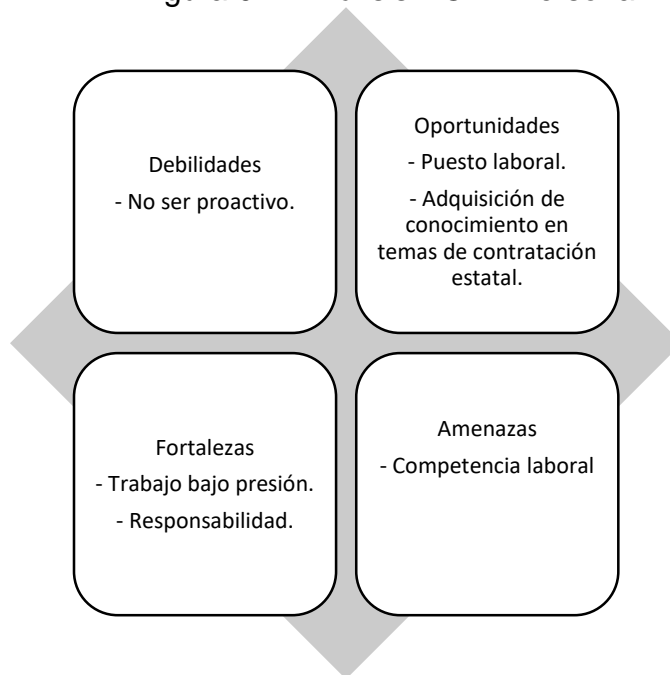 Debilidades
- No ser proactivo.
Oportunidades
- Puesto laboral.
- Adquisición de
conocimiento en
temas de contratación
estatal.
Fortalezas
- Trabajo bajo presión.
- Responsabilidad.
Amenazas
- Competencia laboral